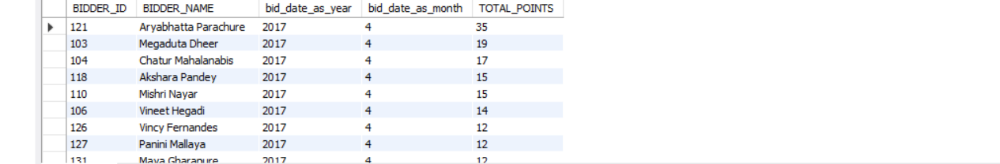 BIDDER_ID BIDDER_NAME bid_date_as_year bid_date_as_month TOTAL_POINTS
121 Aryabhatta Parachure 2017 4 35
103 Megaduta Dheer 2017 4 19
104 Chatur Mahalanabis 2017 4 17
118 Akshara Pandey 2017 4 15
110 Mishri Nayar 2017 4 15
106 Vineet Hegadi 2017 4 14
126 Vincy Fernandes 2017 4 12
127 Panini Mallaya 2017 4 12
131 Maya Gharapure 2017 4 12